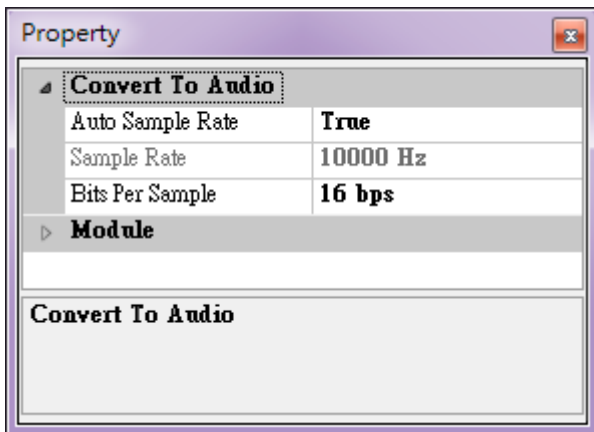 Property
Convert To Audio
Auto Sample Rate True
Sample Rate 10000 Hz
Bits Per Sample 16 bps
Module
Convert To Audio